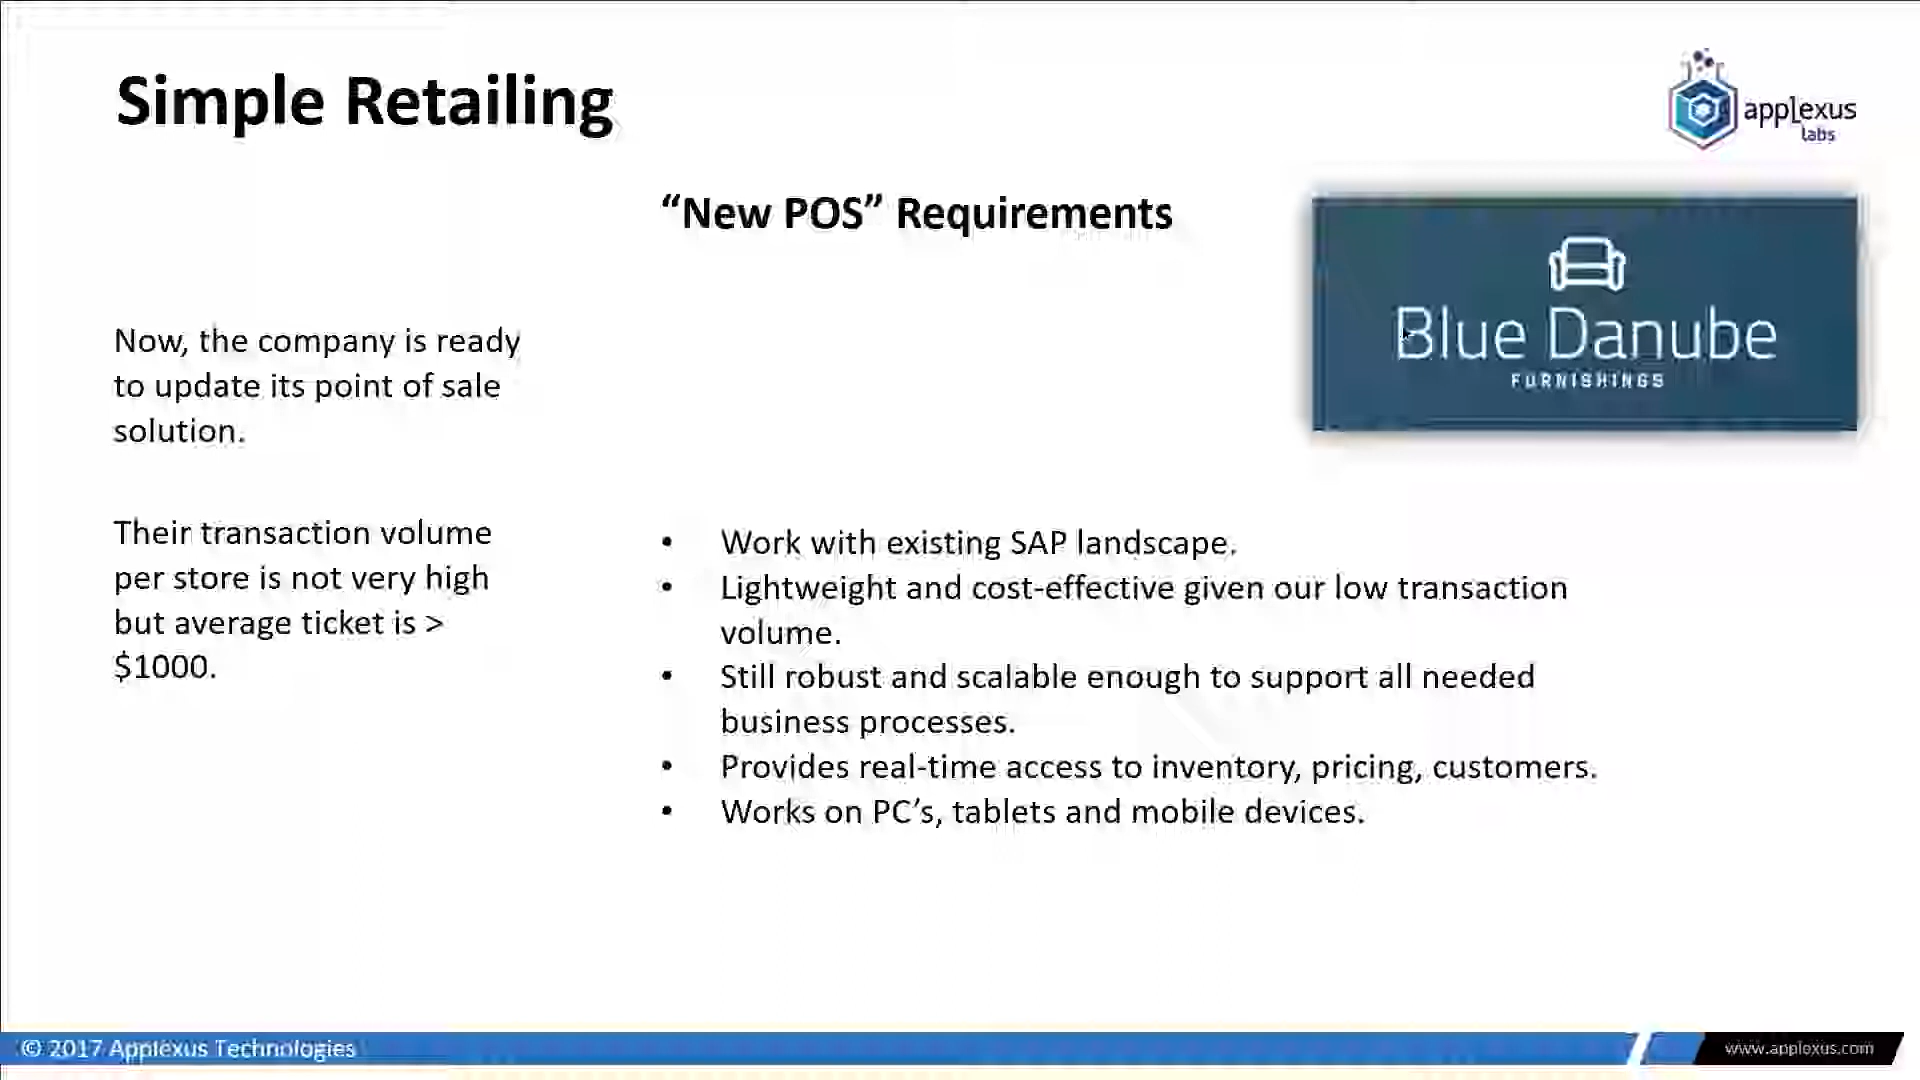 Simple Retailing
applexus
labs
“New POS” Requirements
Blue Danube
FURNISHINGS
Now, the company is ready
to update its point of sale
solution.
Their transaction volume
per store is not very high
but average ticket is >
$1000.
• Work with existing SAP landscape.
• Lightweight and cost-effective given our low transaction
volume.
• Still robust and scalable enough to support all needed
business processes.
• Provides real-time access to inventory, pricing, customers.
• Works on PC’s, tablets and mobile devices.
© 2017 Applexus Technologies
www.applexus.com